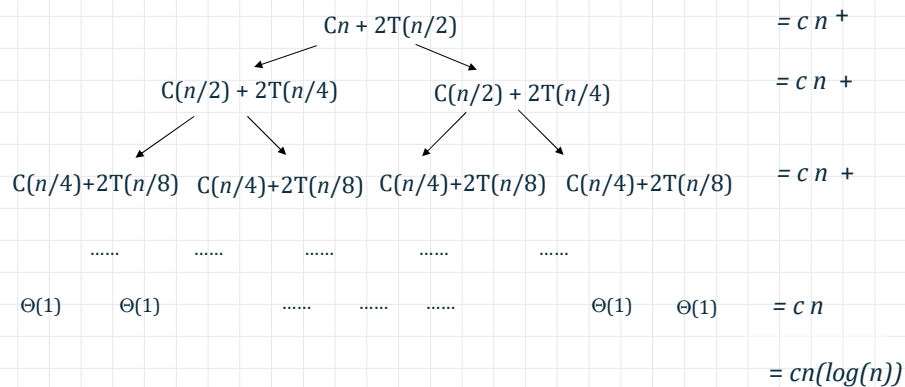 Cn + 2T(n/2) = c n +
C(n/2) + 2T(n/4) C(n/2) + 2T(n/4) = c n +
C(n/4)+2T(n/8) C(n/4)+2T(n/8) C(n/4)+2T(n/8) C(n/4)+2T(n/8) = c n +
...... ...... ...... ...... ......
Θ(1) Θ(1) ...... ...... ...... Θ(1) Θ(1) = c n
= cn(log(n))